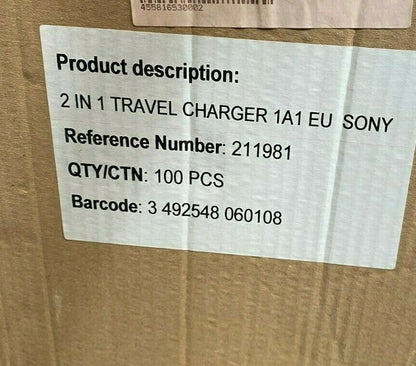 455816530002
Product description:
2 IN 1 TRAVEL CHARGER 1A1 EU SONY
Reference Number: 211981
QTY/CTN: 100 PCS
Barcode: 3 492548 060108